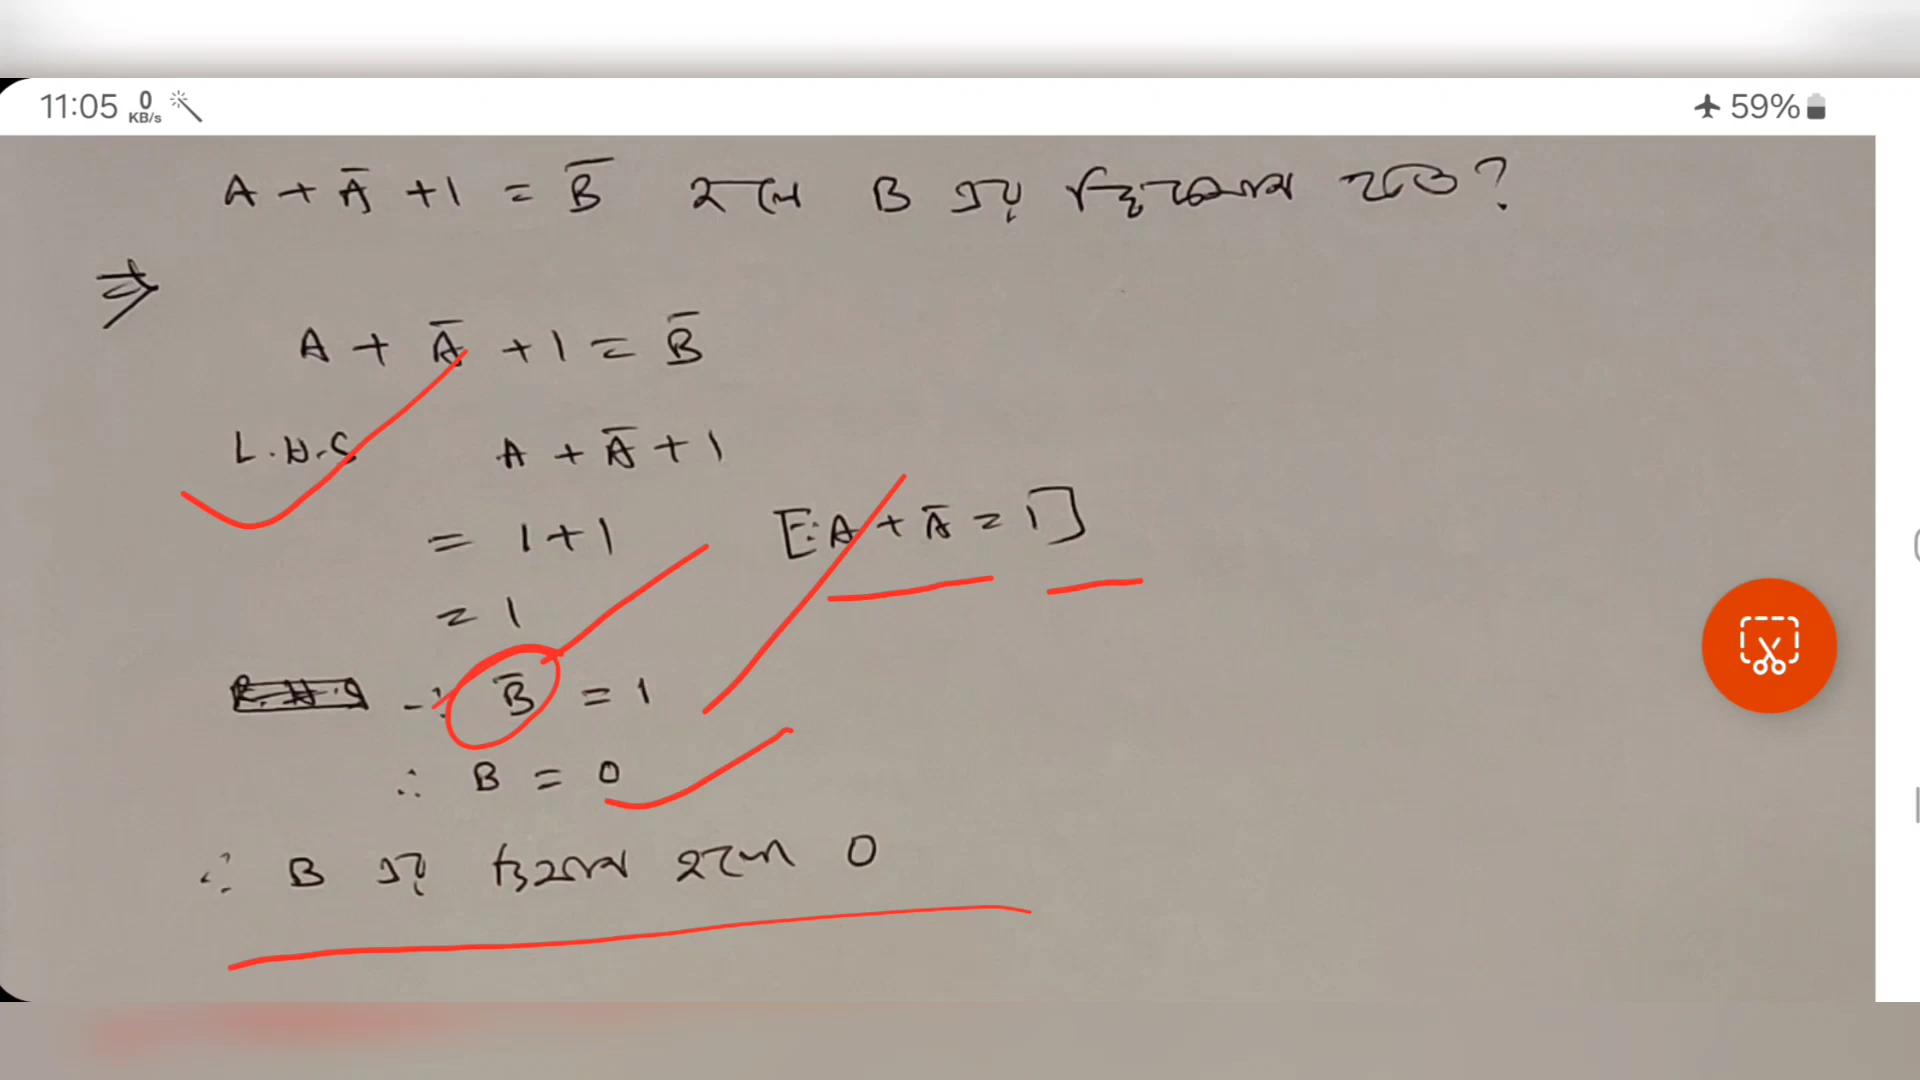 11:05 0 KB/s 59%
A + Ā + 1 = B̄ হলে B এর হবে?
⇒
A + Ā + 1 = B̄
L.H.S A + Ā + 1
= 1 + 1 [∵ A + Ā = 1]
= 1
R.H.S ∴ B̄ = 1
∴ B = 0
∴ B এর হলো 0